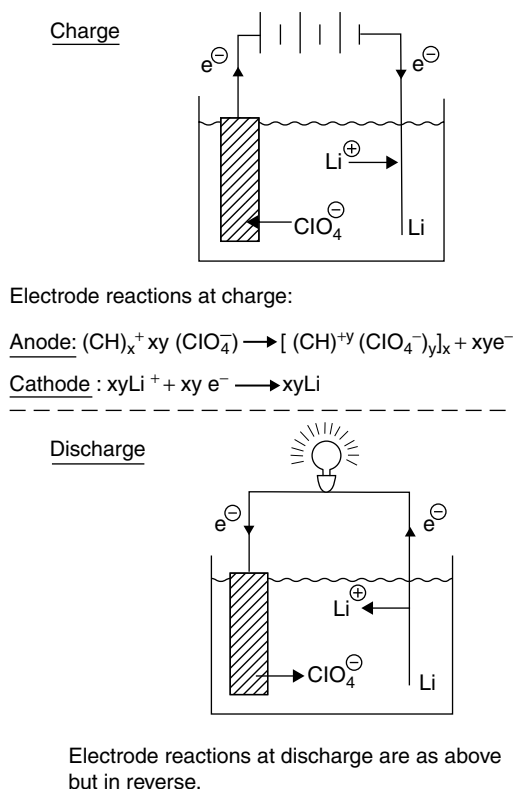 Charge
e⊖ e⊖
Li⊕
ClO₄⊖
Li
Electrode reactions at charge:
Anode: (CH)ₓ⁺ xy (ClO₄⁻) ⟶ [ (CH)⁺ʸ (ClO₄⁻)ᵧ]ₓ + xye⁻
Cathode : xyLi⁺ + xy e⁻ ⟶ xyLi
Discharge
e⊖ e⊖
Li⊕
ClO₄⊖
Li
Electrode reactions at discharge are as above
but in reverse.